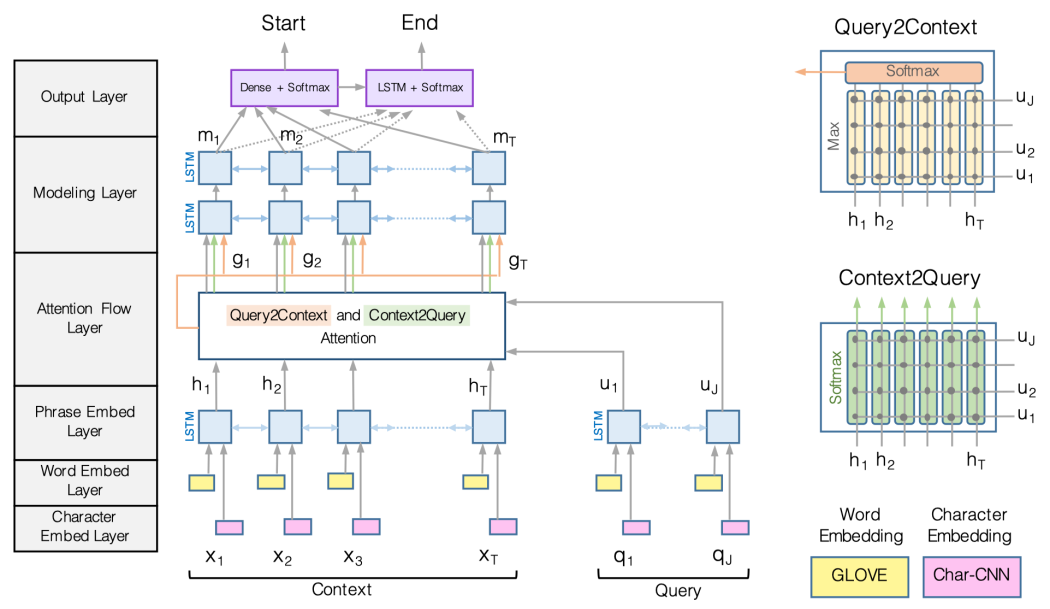 Start
End
Query2Context
Output Layer
Dense + Softmax
LSTM + Softmax
Softmax
Max
u_J
u_2
u_1
h_1
h_2
h_T
m_1
m_2
m_T
Modeling Layer
LSTM
LSTM
g_1
g_2
g_T
Attention Flow
Layer
Query2Context and Context2Query
Attention
Context2Query
Softmax
u_J
u_2
u_1
h_1
h_2
h_T
h_1
h_2
h_T
u_1
u_J
Phrase Embed
Layer
LSTM
LSTM
Word Embed
Layer
Character
Embed Layer
x_1
x_2
x_3
x_T
q_1
q_J
Context
Query
Word
Embedding
Character
Embedding
GLOVE
Char-CNN